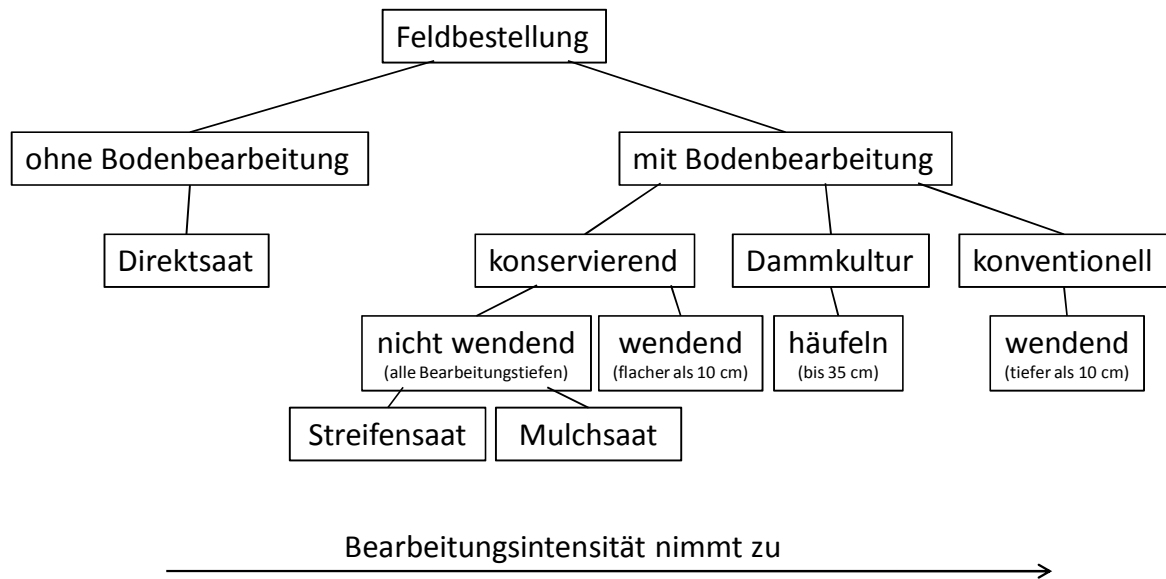 Feldbestellung
ohne Bodenbearbeitung
mit Bodenbearbeitung
Direktsaat
konservierend
Dammkultur
konventionell
nicht wendend
(alle Bearbeitungstiefen)
wendend
(flacher als 10 cm)
häufeln
(bis 35 cm)
wendend
(tiefer als 10 cm)
Streifensaat
Mulchsaat
Bearbeitungsintensität nimmt zu